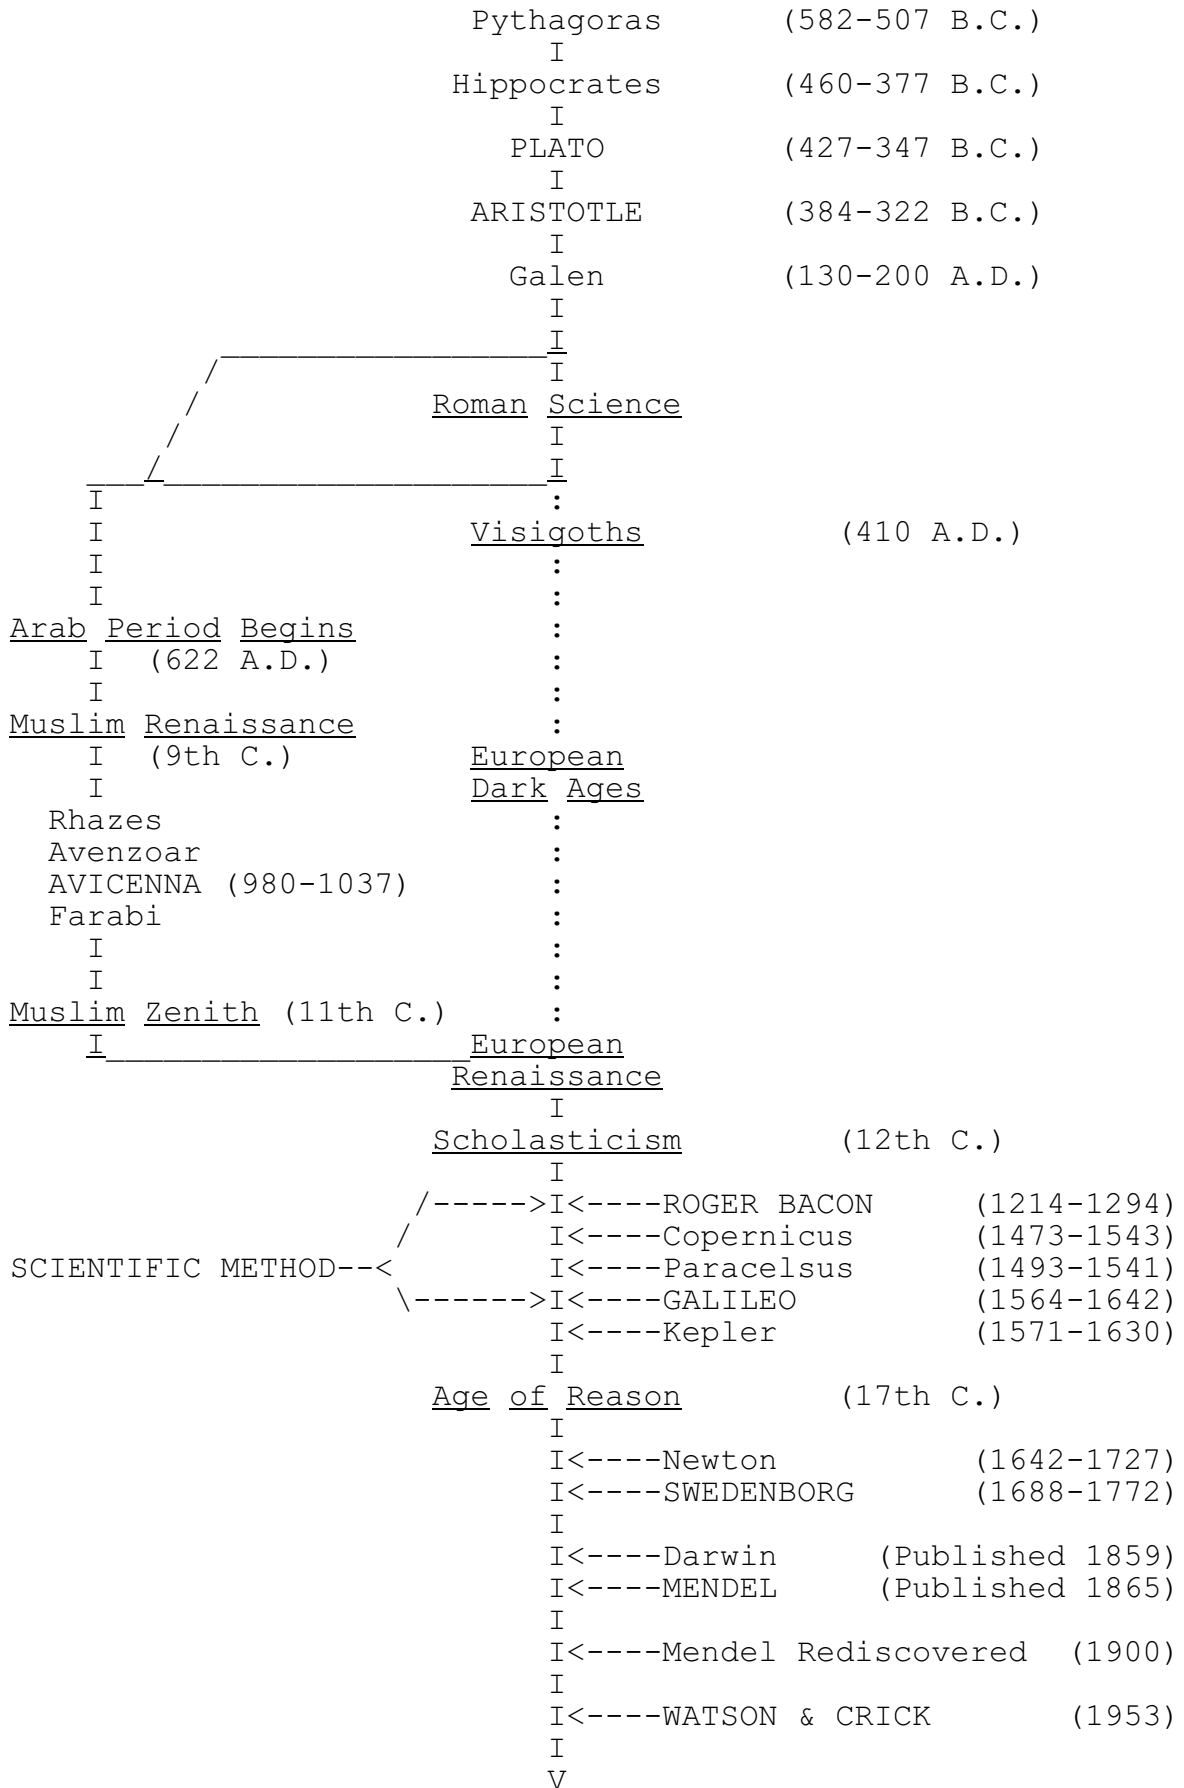 Pythagoras (582-507 B.C.)
I
Hippocrates (460-377 B.C.)
I
PLATO (427-347 B.C.)
I
ARISTOTLE (384-322 B.C.)
I
Galen (130-200 A.D.)
I
_________________I
/ I
/ Roman Science
/ I
___/____________________I
I :
I Visigoths (410 A.D.)
I :
I :
Arab Period Begins :
I (622 A.D.) :
I :
Muslim Renaissance :
I (9th C.) European
I Dark Ages
Rhazes :
Avenzoar :
AVICENNA (980-1037) :
Farabi :
I :
I :
Muslim Zenith (11th C.) :
I___________________European
Renaissance
I
Scholasticism (12th C.)
I
/----->I<----ROGER BACON (1214-1294)
/ I<----Copernicus (1473-1543)
SCIENTIFIC METHOD--< I<----Paracelsus (1493-1541)
\------>I<----GALILEO (1564-1642)
I<----Kepler (1571-1630)
I
Age of Reason (17th C.)
I
I<----Newton (1642-1727)
I<----SWEDENBORG (1688-1772)
I
I<----Darwin (Published 1859)
I<----MENDEL (Published 1865)
I
I<----Mendel Rediscovered (1900)
I
I<----WATSON & CRICK (1953)
I
V